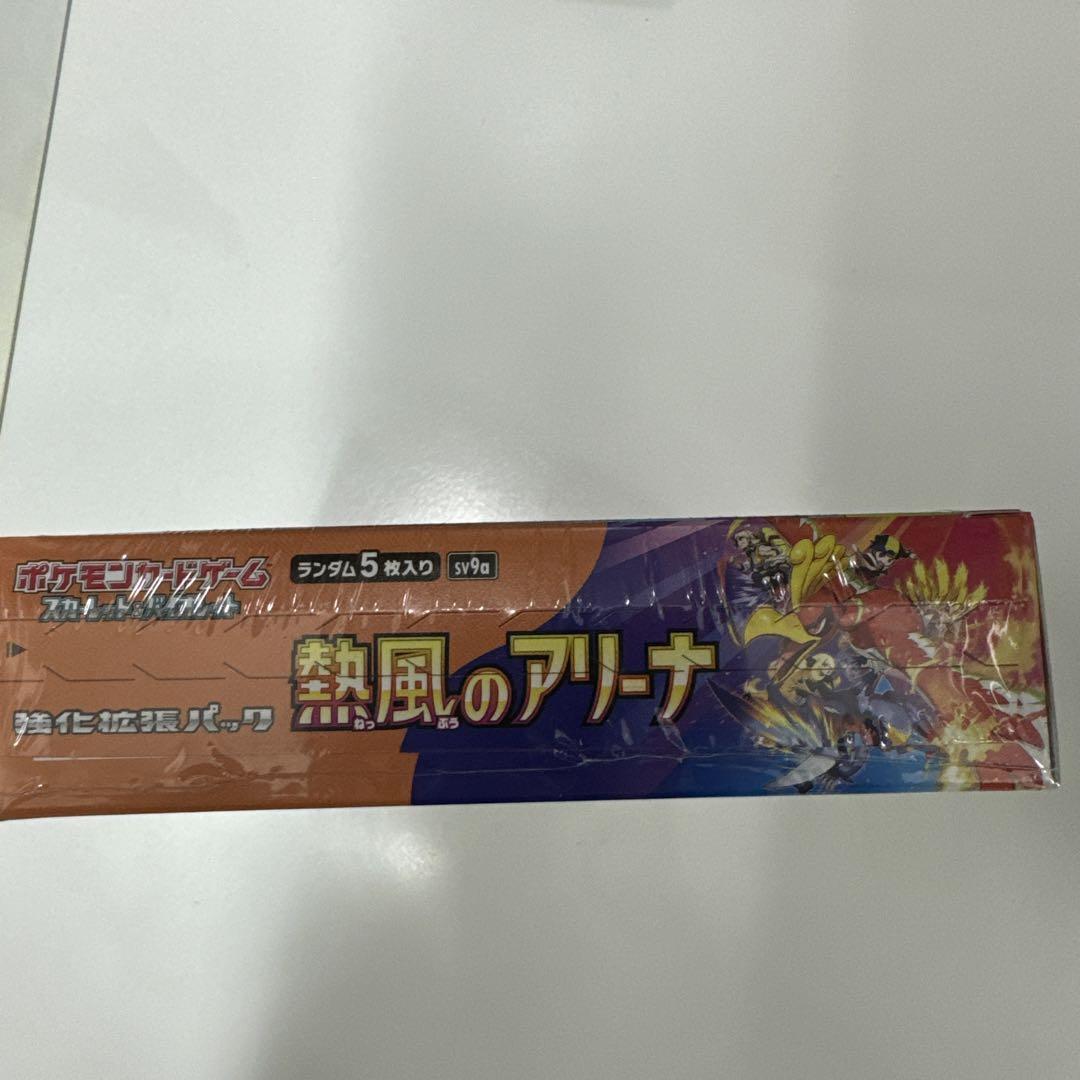 ポケモンカードゲーム
スカーレット&バイオレット
ランダム5枚入り
sv9a
強化拡張パック
熱風のアリーナ
ねっ ぷう